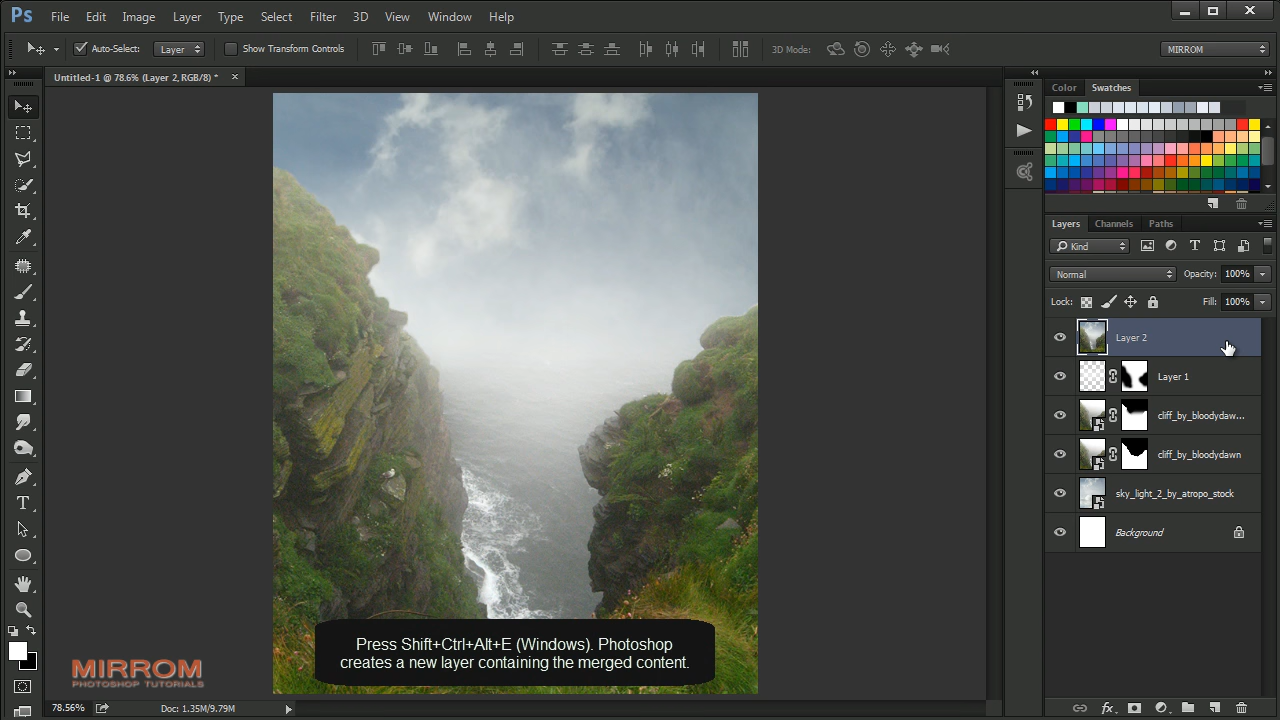 Ps File Edit Image Layer Type Select Filter 3D View Window Help
Auto-Select: Layer Show Transform Controls 3D Mode: MIRROM
Untitled-1 @ 78.6% (Layer 2, RGB/8) *
Color Swatches
Layers Channels Paths
Kind
Normal Opacity: 100%
Lock: Fill: 100%
Layer 2
Layer 1
cliff_by_bloodydaw...
cliff_by_bloodydawn
sky_light_2_by_atropo_stock
Background
Press Shift+Ctrl+Alt+E (Windows). Photoshop
creates a new layer containing the merged content.
MIRROM
PHOTOSHOP TUTORIALS
78.56% Doc: 1.35M/9.79M